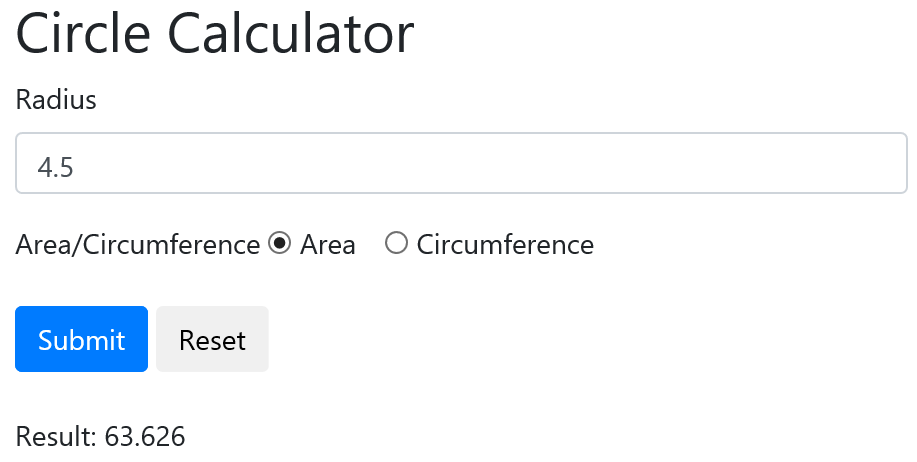 Circle Calculator
Radius
4.5
Area/Circumference Area Circumference
Submit Reset
Result: 63.626